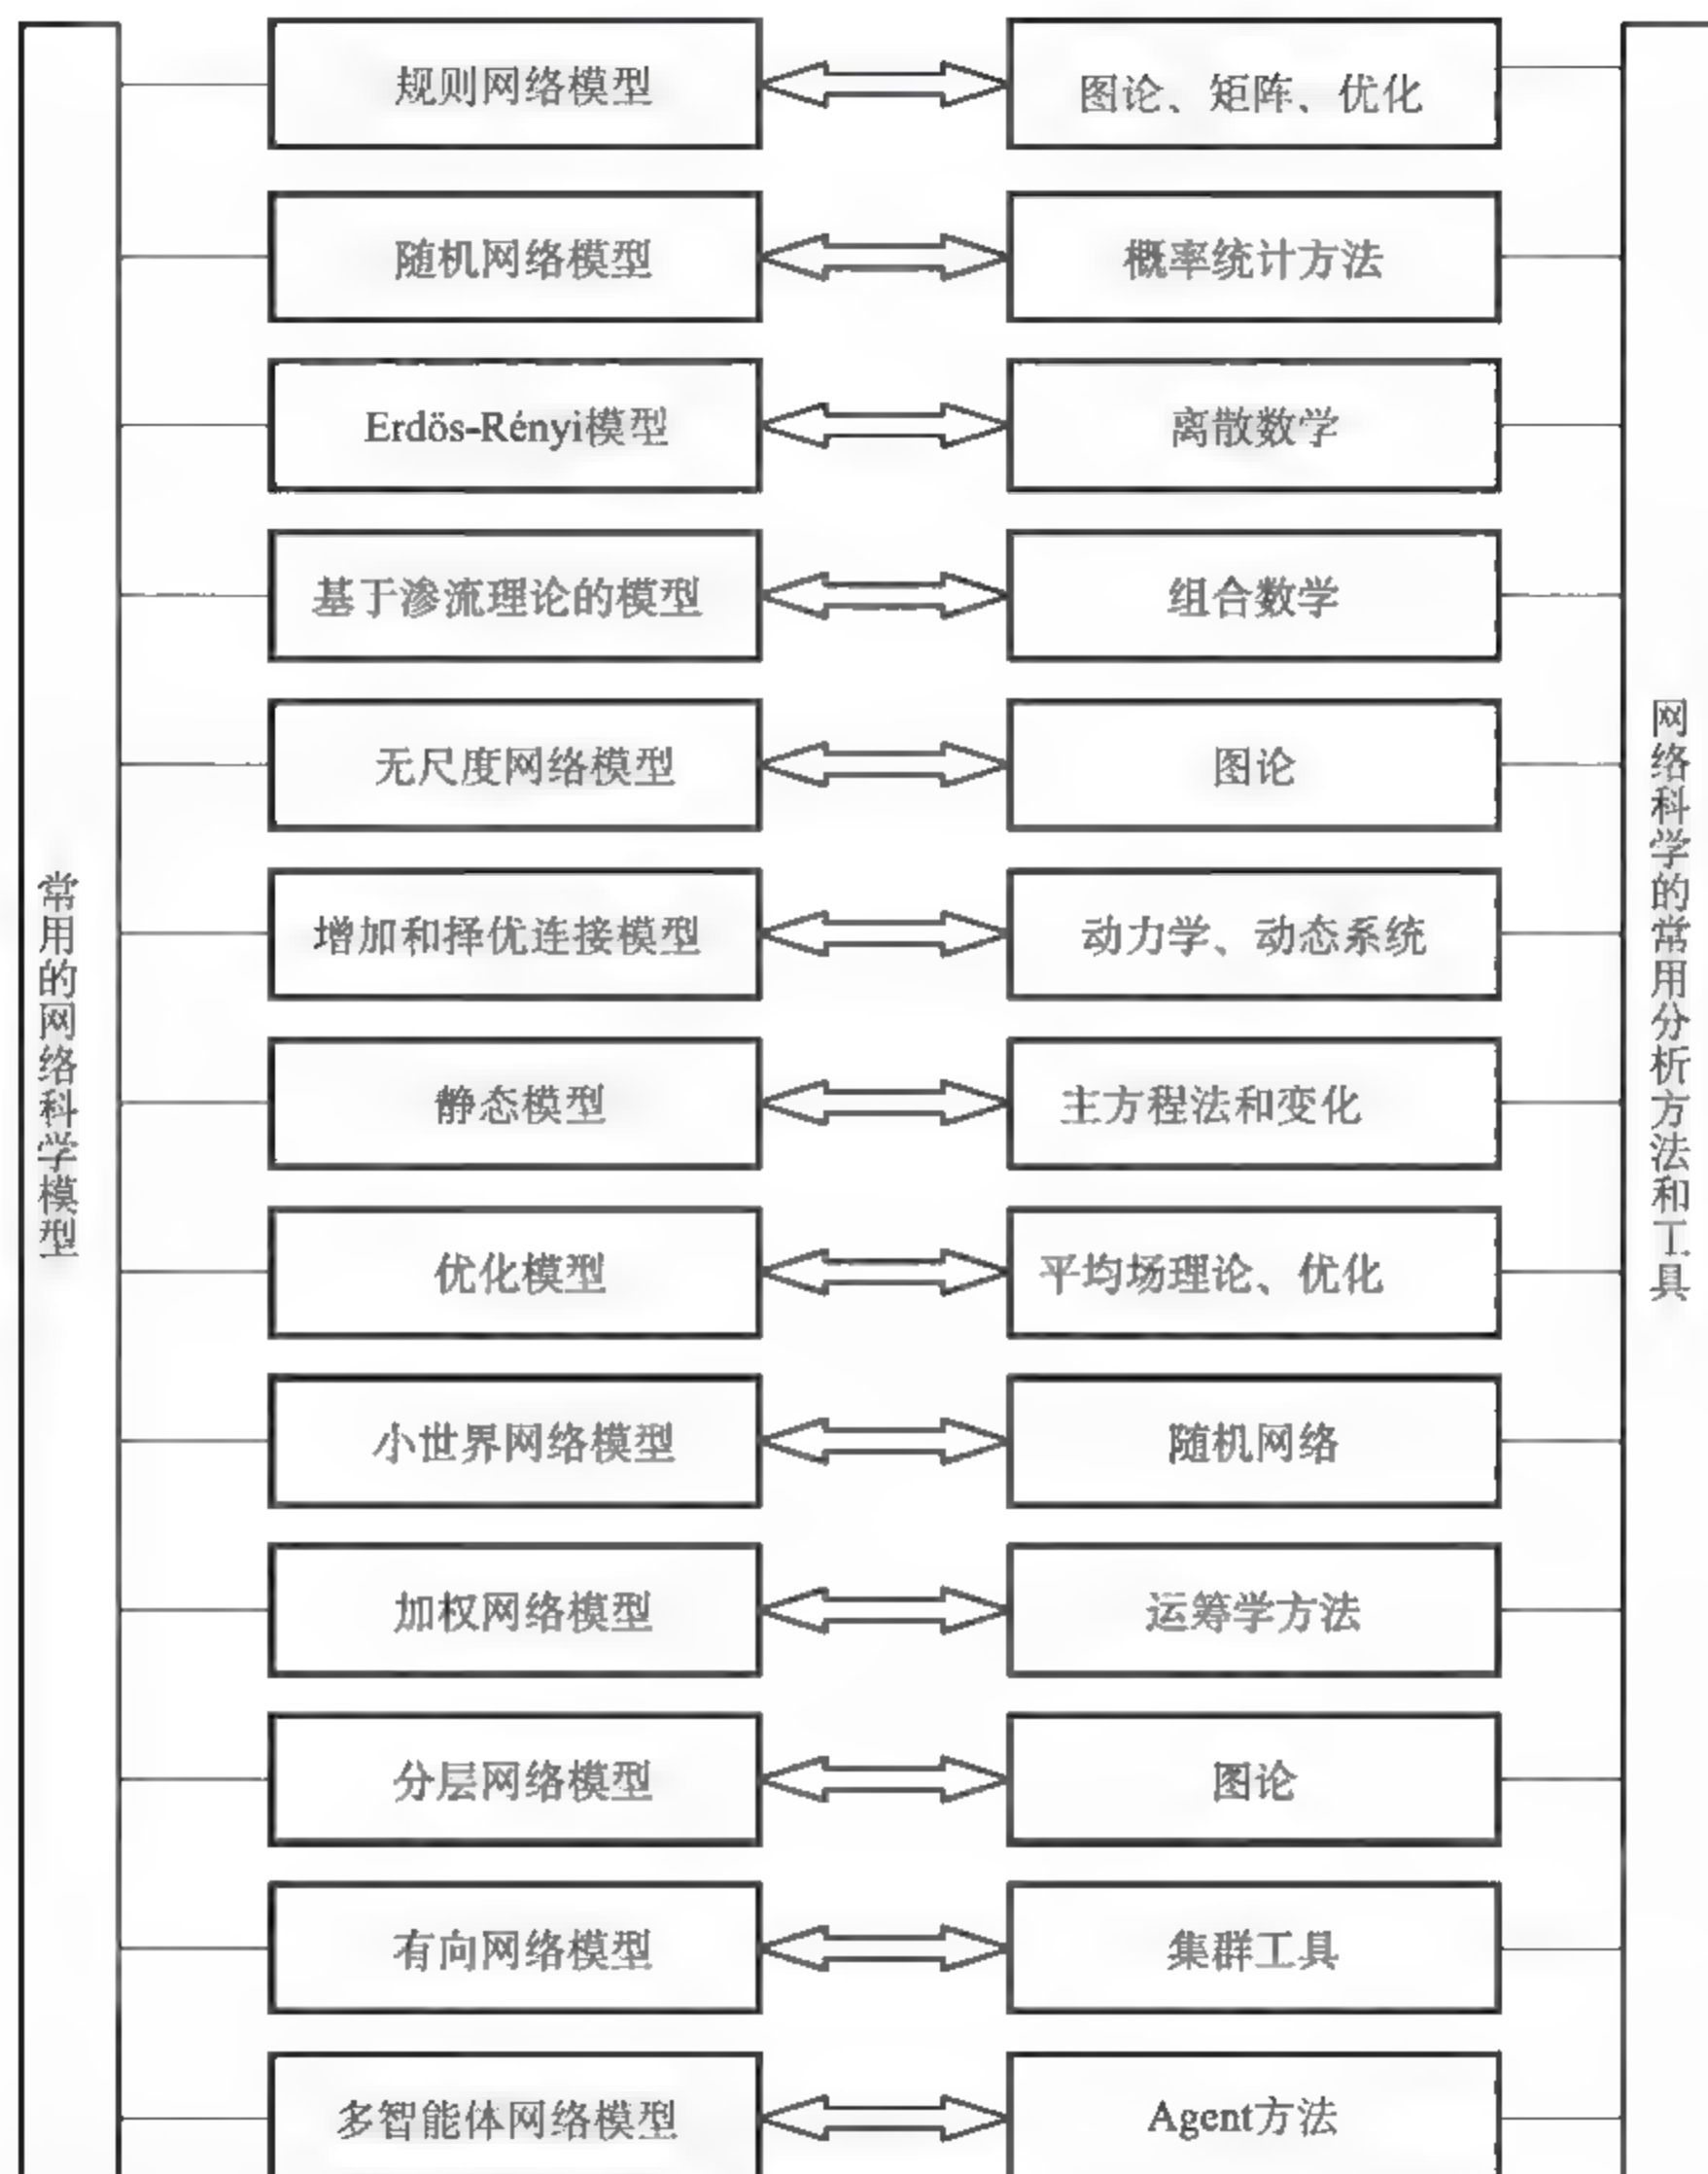 常用的网络科学模型
规则网络模型
图论、矩阵、优化
随机网络模型
概率统计方法
Erdös-Rényi模型
离散数学
基于渗流理论的模型
组合数学
无尺度网络模型
图论
增加和择优连接模型
动力学、动态系统
静态模型
主方程法和变化
优化模型
平均场理论、优化
小世界网络模型
随机网络
加权网络模型
运筹学方法
分层网络模型
图论
有向网络模型
集群工具
多智能体网络模型
Agent方法
网络科学的常用分析方法和工具